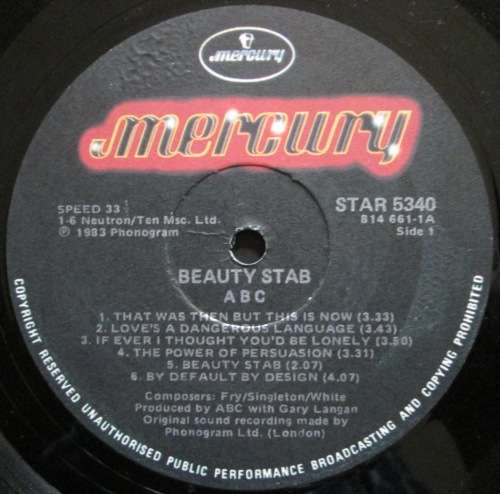 mercury
mercury
SPEED 33
1-6 Neutron/Ten Msc. Ltd.
℗ 1983 Phonogram
STAR 5340
814 661-1A
Side 1
BEAUTY STAB
ABC
1. THAT WAS THEN BUT THIS IS NOW (3.33)
2. LOVE'S A DANGEROUS LANGUAGE (3.43)
3. IF EVER I THOUGHT YOU'D BE LONELY (3.50)
4. THE POWER OF PERSUASION (3.31)
5. BEAUTY STAB (2.07)
6. BY DEFAULT BY DESIGN (4.07)
Composers: Fry/Singleton/White
Produced by ABC with Gary Langan
Original sound recording made by
Phonogram Ltd. (London)
COPYRIGHT RESERVED UNAUTHORISED PUBLIC PERFORMANCE BROADCASTING AND COPYING PROHIBITED